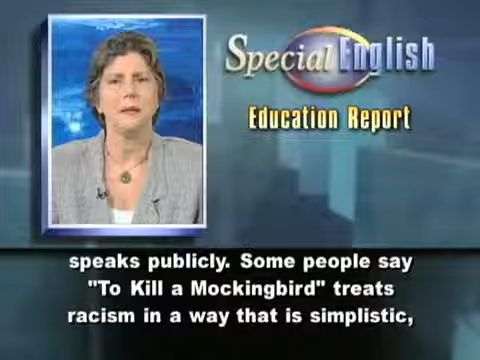 Special English
Education Report
speaks publicly. Some people say
"To Kill a Mockingbird" treats
racism in a way that is simplistic,